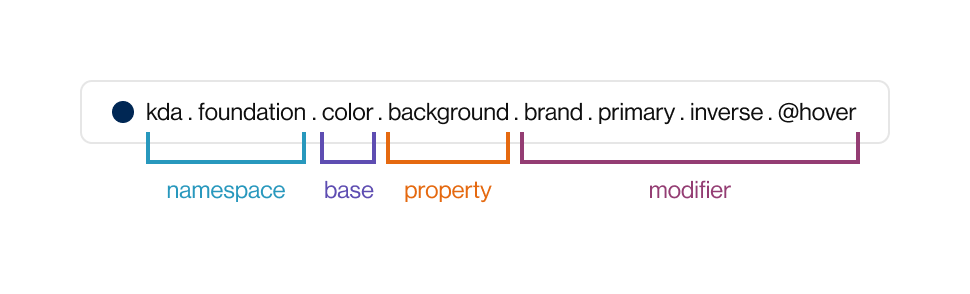 kda . foundation . color . background . brand . primary . inverse . @hover
namespace base property modifier